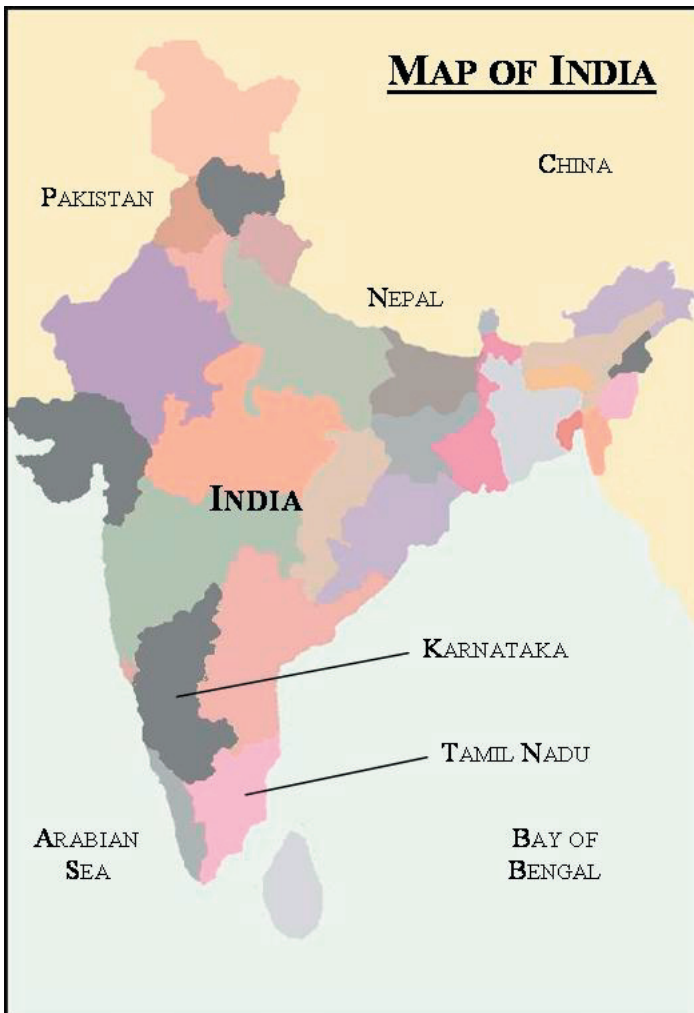 MAP OF INDIA
CHINA
PAKISTAN
NEPAL
INDIA
KARNATAKA
TAMIL NADU
ARABIAN
SEA
BAY OF
BENGAL